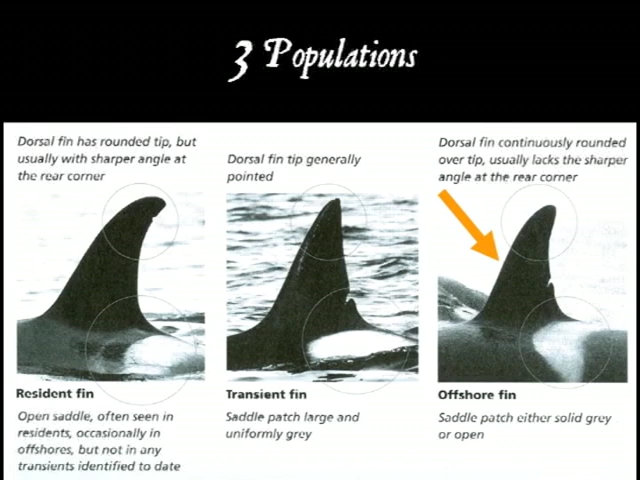 3 Populations
Dorsal fin has rounded tip, but
usually with sharper angle at
the rear corner
Dorsal fin tip generally
pointed
Dorsal fin continuously rounded
over tip, usually lacks the sharper
angle at the rear corner
Resident fin
Open saddle, often seen in
residents, occasionally in
offshores, but not in any
transients identified to date
Transient fin
Saddle patch large and
uniformly grey
Offshore fin
Saddle patch either solid grey
or open